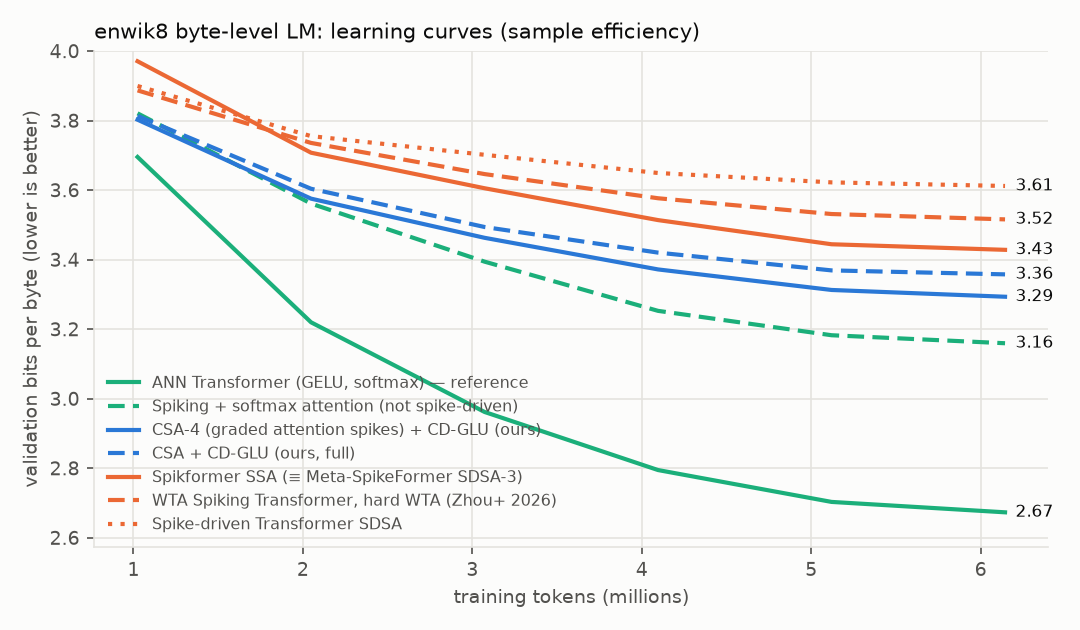 enwik8 byte-level LM: learning curves (sample efficiency)
validation bits per byte (lower is better)
4.0
3.8
3.6
3.4
3.2
3.0
2.8
2.6
3.61
3.52
3.43
3.36
3.29
3.16
2.67
ANN Transformer (GELU, softmax) — reference
Spiking + softmax attention (not spike-driven)
CSA-4 (graded attention spikes) + CD-GLU (ours)
CSA + CD-GLU (ours, full)
Spikformer SSA (≡ Meta-SpikeFormer SDSA-3)
WTA Spiking Transformer, hard WTA (Zhou+ 2026)
Spike-driven Transformer SDSA
1
2
3
4
5
6
training tokens (millions)